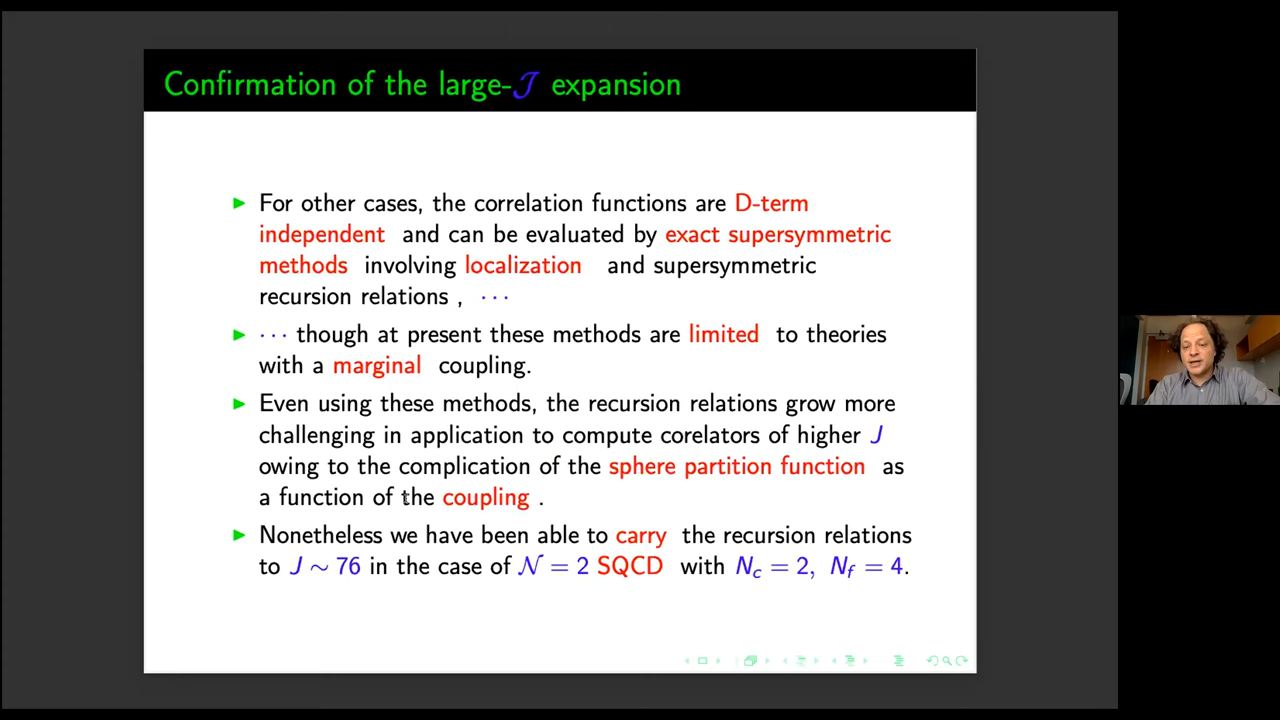 Confirmation of the large-𝒥 expansion
▶ For other cases, the correlation functions are D-term
independent and can be evaluated by exact supersymmetric
methods involving localization and supersymmetric
recursion relations , ⋯
▶ ⋯ though at present these methods are limited to theories
with a marginal coupling.
▶ Even using these methods, the recursion relations grow more
challenging in application to compute corelators of higher J
owing to the complication of the sphere partition function as
a function of the coupling .
▶ Nonetheless we have been able to carry the recursion relations
to J ∼ 76 in the case of 𝒩 = 2 SQCD with N_c = 2, N_f = 4.